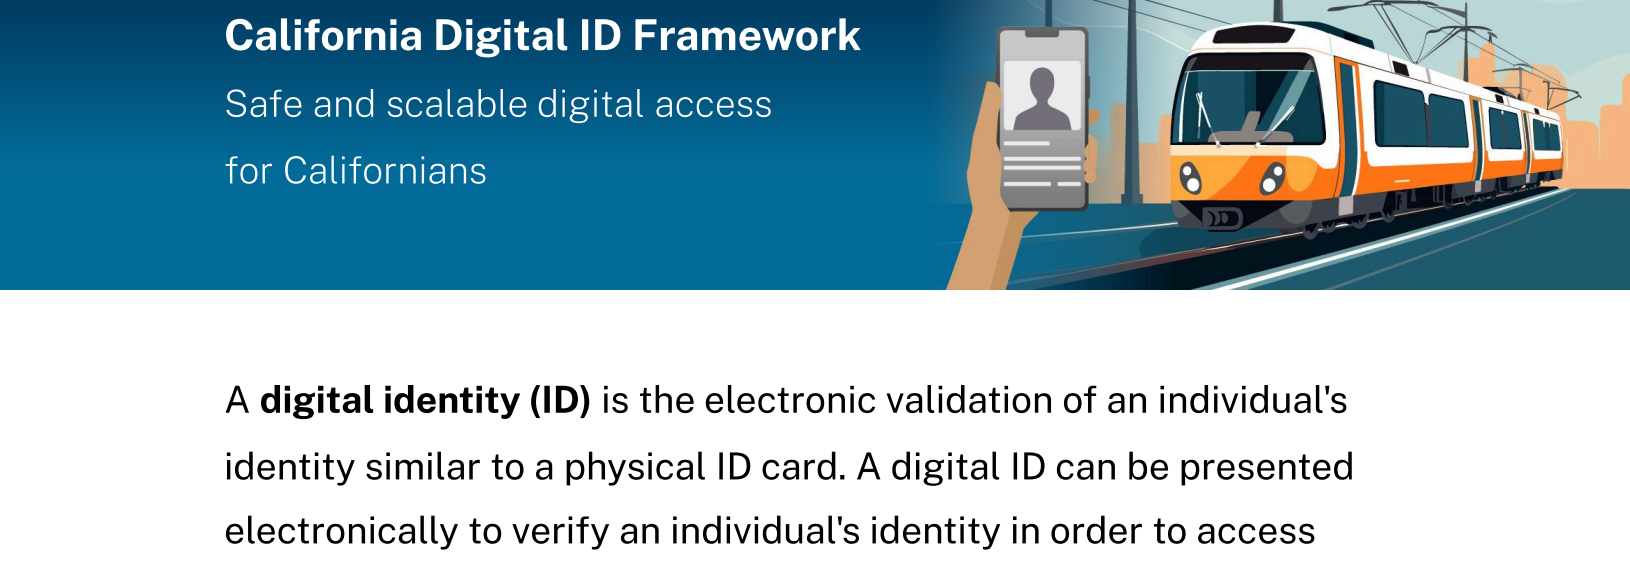 California Digital ID Framework
Safe and scalable digital access
for Californians
A digital identity (ID) is the electronic validation of an individual's
identity similar to a physical ID card. A digital ID can be presented
electronically to verify an individual's identity in order to access